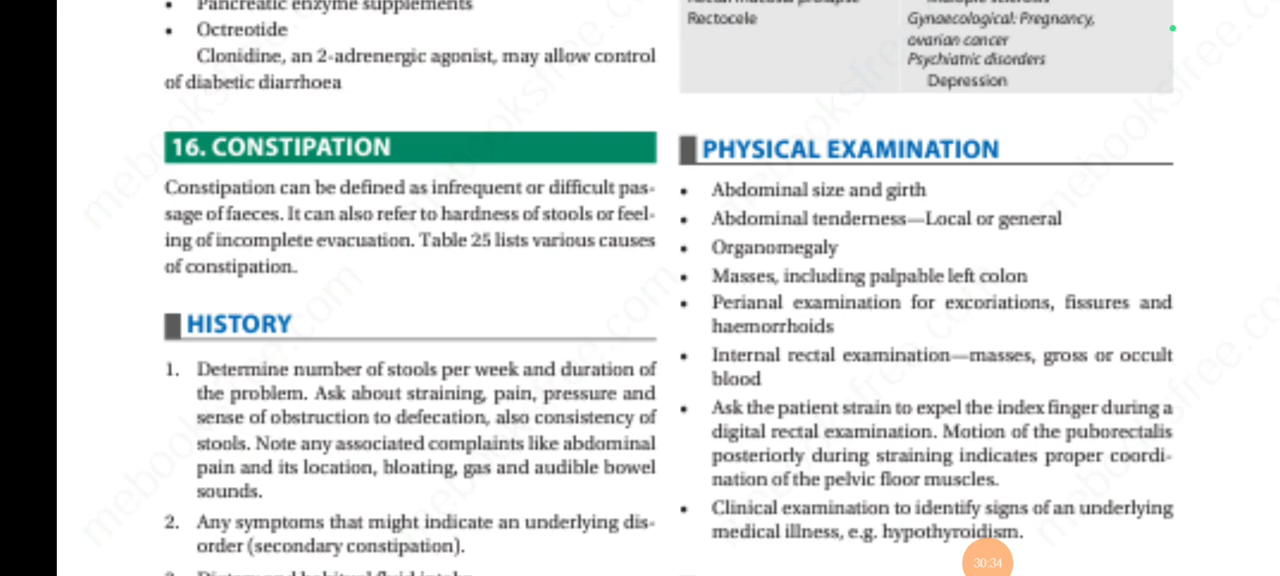 Pancreatic enzyme supplements
• Octreotide
Clonidine, an 2-adrenergic agonist, may allow control
of diabetic diarrhoea
16. CONSTIPATION
Constipation can be defined as infrequent or difficult pas-
sage of faeces. It can also refer to hardness of stools or feel-
ing of incomplete evacuation. Table 25 lists various causes
of constipation.
HISTORY
1. Determine number of stools per week and duration of
the problem. Ask about straining, pain, pressure and
sense of obstruction to defecation, also consistency of
stools. Note any associated complaints like abdominal
pain and its location, bloating, gas and audible bowel
sounds.
2. Any symptoms that might indicate an underlying dis-
order (secondary constipation).
Rectocele
Gynaecological: Pregnancy,
ovarian cancer
Psychiatric disorders
Depression
PHYSICAL EXAMINATION
• Abdominal size and girth
• Abdominal tenderness—Local or general
• Organomegaly
• Masses, including palpable left colon
• Perianal examination for excoriations, fissures and
haemorrhoids
• Internal rectal examination—masses, gross or occult
blood
• Ask the patient strain to expel the index finger during a
digital rectal examination. Motion of the puborectalis
posteriorly during straining indicates proper coordi-
nation of the pelvic floor muscles.
• Clinical examination to identify signs of an underlying
medical illness, e.g. hypothyroidism.
30:34
mebooksfree.com